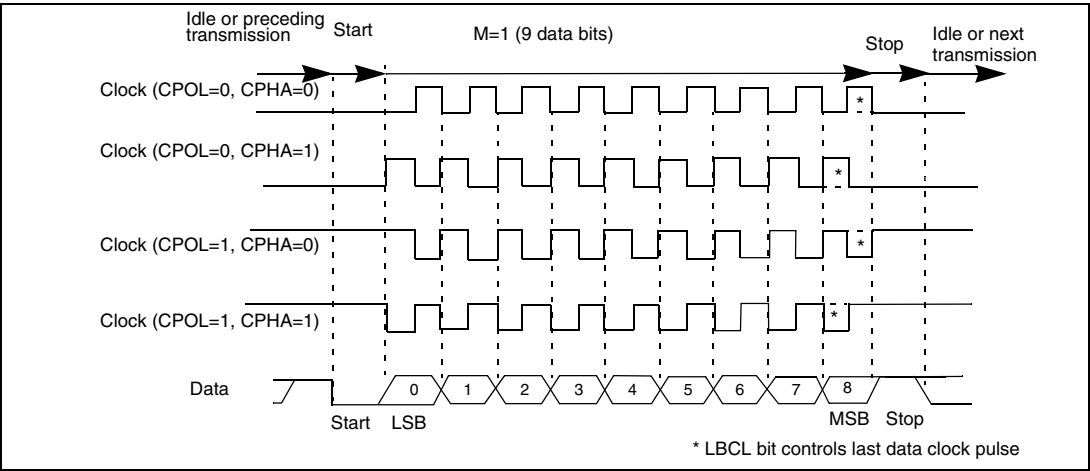 Idle or preceding
transmission
Start
M=1 (9 data bits)
Stop
Idle or next
transmission
Clock (CPOL=0, CPHA=0)
*
Clock (CPOL=0, CPHA=1)
*
Clock (CPOL=1, CPHA=0)
*
Clock (CPOL=1, CPHA=1)
*
Data
0 1 2 3 4 5 6 7 8
Start LSB MSB Stop
* LBCL bit controls last data clock pulse